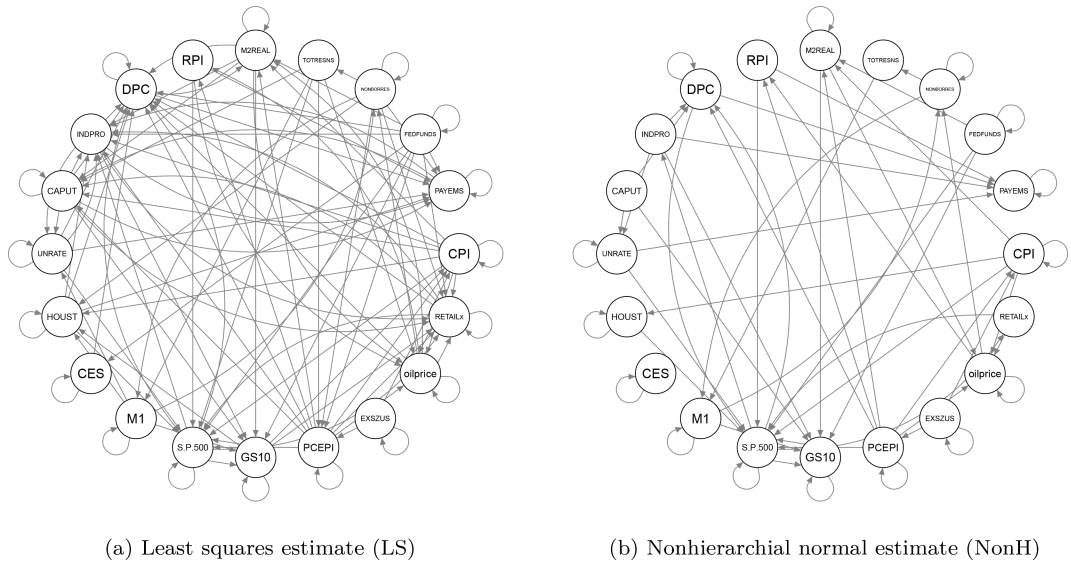 M2REAL
RPI
TOTRESNS
DPC
NONBORRES
INDPRO
FEDFUNDS
CAPUT
PAYEMS
UNRATE
CPI
HOUST
RETAILx
CES
oilprice
M1
EXSZUS
S.P.500
GS10
PCEPI
(a) Least squares estimate (LS)
M2REAL
RPI
TOTRESNS
DPC
NONBORRES
INDPRO
FEDFUNDS
CAPUT
PAYEMS
UNRATE
CPI
HOUST
RETAILx
CES
oilprice
M1
EXSZUS
S.P.500
GS10
PCEPI
(b) Nonhierarchial normal estimate (NonH)